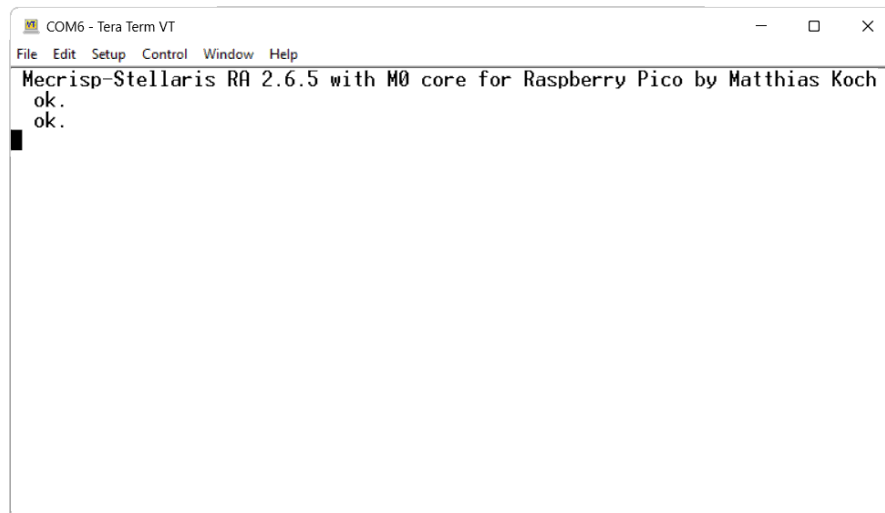 COM6 - Tera Term VT
File Edit Setup Control Window Help
Mecrisp-Stellaris RA 2.6.5 with M0 core for Raspberry Pico by Matthias Koch
ok.
ok.